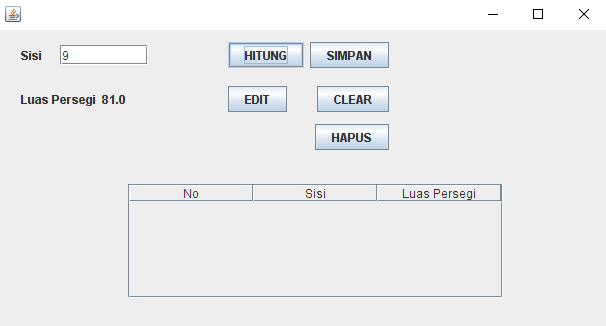 Sisi 9 HITUNG SIMPAN
Luas Persegi 81.0 EDIT CLEAR
HAPUS
No Sisi Luas Persegi